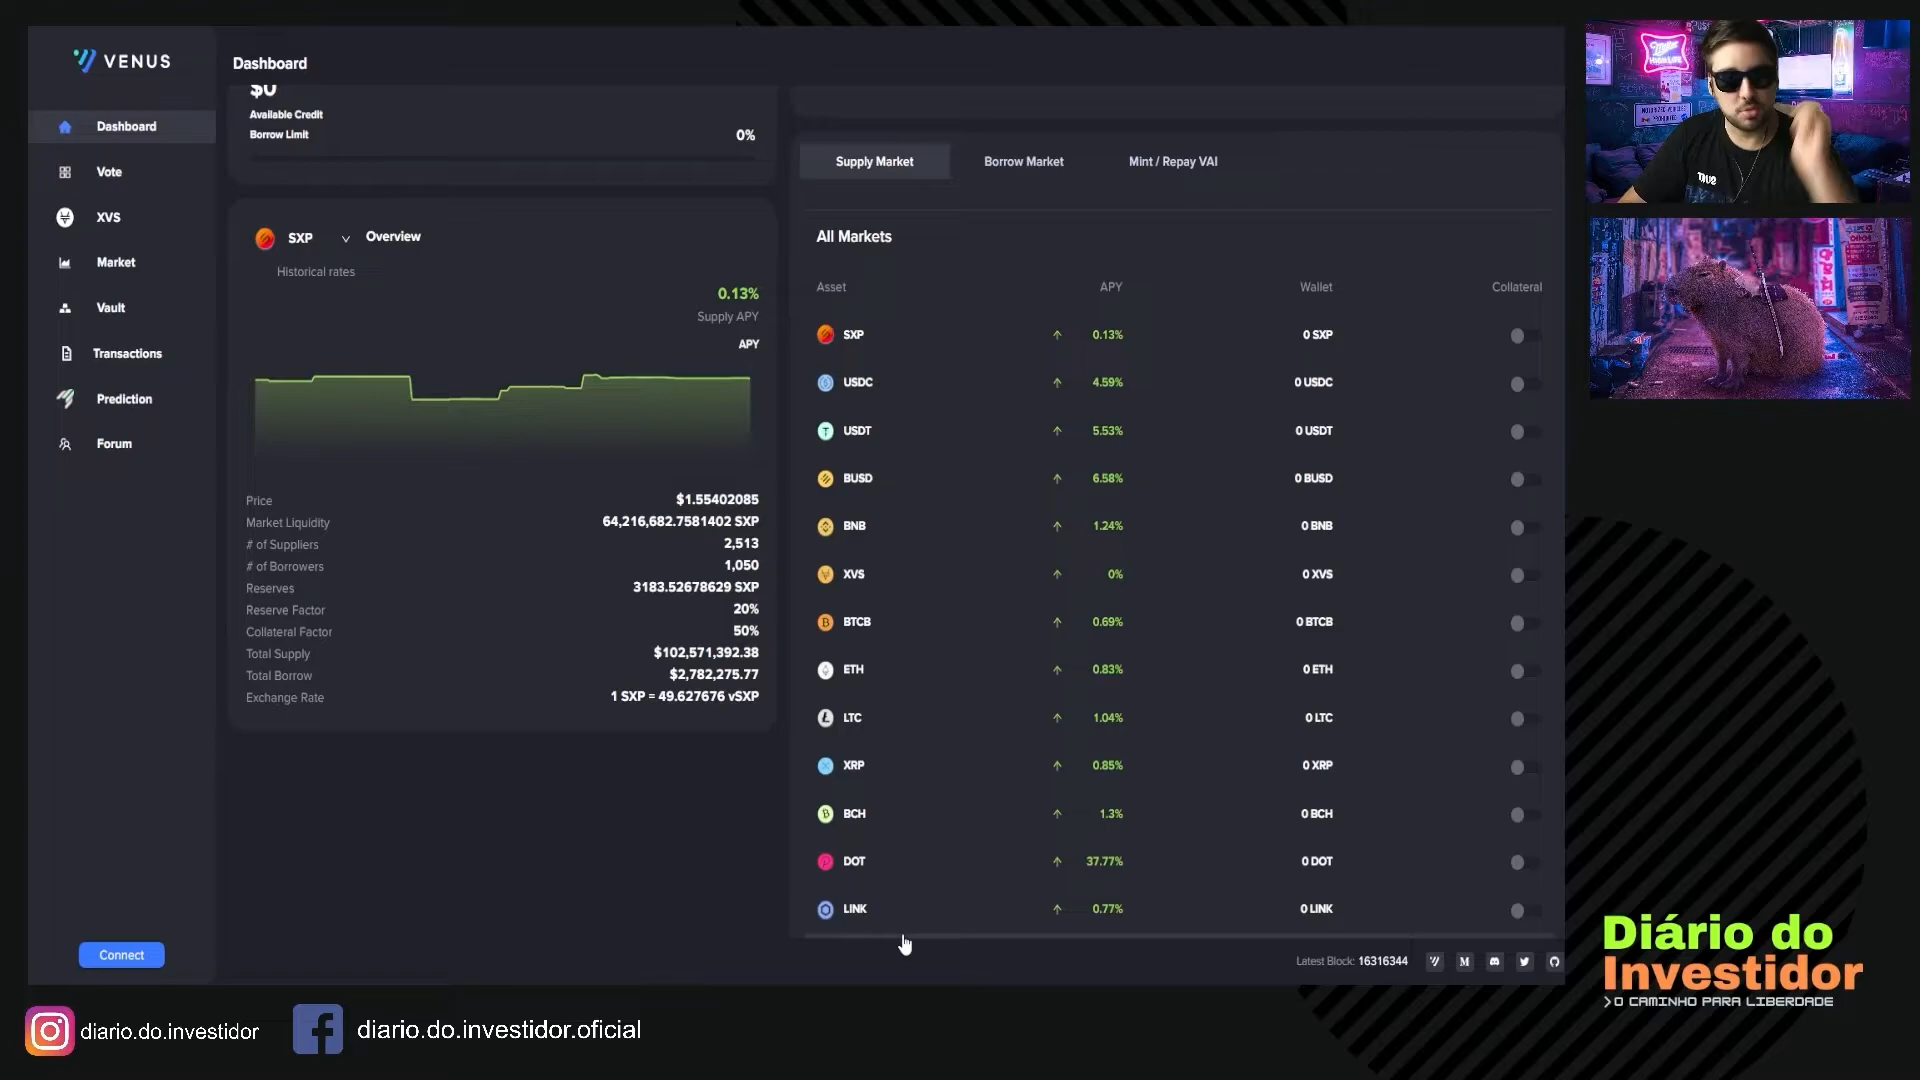 VENUS
Dashboard
Dashboard
Vote
XVS
Market
Vault
Transactions
Prediction
Forum
Connect
$0
Available Credit
Borrow Limit 0%
SXP Overview
Historical rates
0.13%
Supply APY
APY
Price $1.55402085
Market Liquidity 64,216,682.7581402 SXP
# of Suppliers 2,513
# of Borrowers 1,050
Reserves 3183.52678629 SXP
Reserve Factor 20%
Collateral Factor 50%
Total Supply $102,571,392.38
Total Borrow $2,782,275.77
Exchange Rate 1 SXP = 49.627676 vSXP
Supply Market Borrow Market Mint / Repay VAI
All Markets
Asset APY Wallet Collateral
SXP 0.13% 0 SXP
USDC 4.59% 0 USDC
USDT 5.53% 0 USDT
BUSD 6.58% 0 BUSD
BNB 1.24% 0 BNB
XVS 0% 0 XVS
BTCB 0.69% 0 BTCB
ETH 0.83% 0 ETH
LTC 1.04% 0 LTC
XRP 0.85% 0 XRP
BCH 1.3% 0 BCH
DOT 37.77% 0 DOT
LINK 0.77% 0 LINK
Latest Block: 16316344
Diário do
Investidor
>O CAMINHO PARA LIBERDADE
diario.do.investidor
diario.do.investidor.oficial